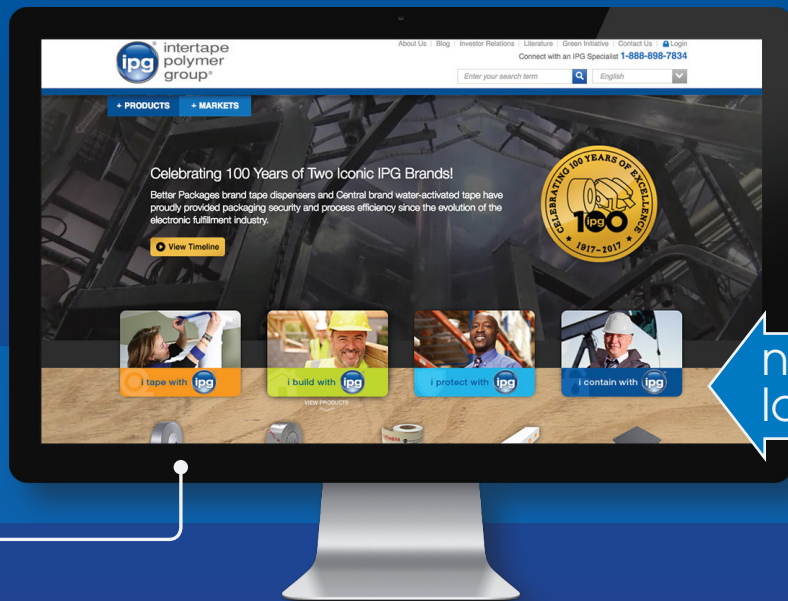 ipg
intertape
polymer
group®
About Us | Blog | Investor Relations | Literature | Green Initiative | Contact Us | Login
Connect with an IPG Specialist 1-888-898-7834
Enter your search term
English
+ PRODUCTS + MARKETS
Celebrating 100 Years of Two Iconic IPG Brands!
Better Packages brand tape dispensers and Central brand water-activated tape have
proudly provided packaging security and process efficiency since the evolution of the
electronic fulfillment industry.
View Timeline
CELEBRATING 100 YEARS OF EXCELLENCE
100
ipg
★ 1917-2017 ★
i tape with ipg
i build with ipg
i protect with ipg
i contain with ipg
VIEW PRODUCTS